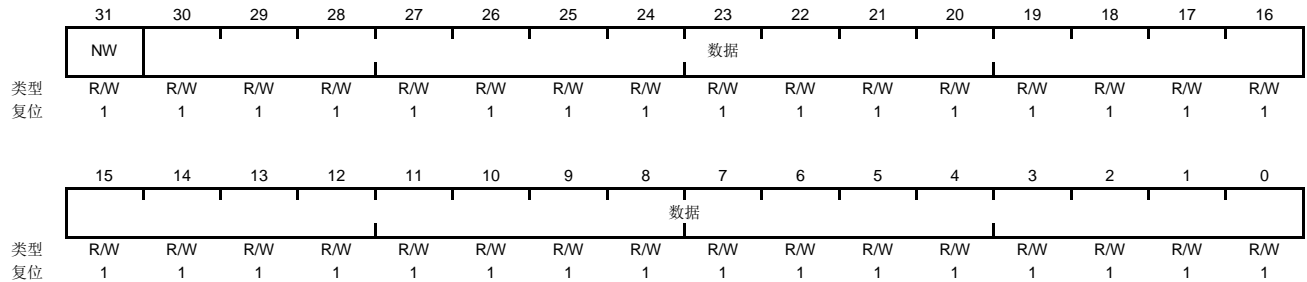 31 30 29 28 27 26 25 24 23 22 21 20 19 18 17 16
NW 数据
类型 R/W R/W R/W R/W R/W R/W R/W R/W R/W R/W R/W R/W R/W R/W R/W R/W
复位 1 1 1 1 1 1 1 1 1 1 1 1 1 1 1 1
15 14 13 12 11 10 9 8 7 6 5 4 3 2 1 0
数据
类型 R/W R/W R/W R/W R/W R/W R/W R/W R/W R/W R/W R/W R/W R/W R/W R/W
复位 1 1 1 1 1 1 1 1 1 1 1 1 1 1 1 1